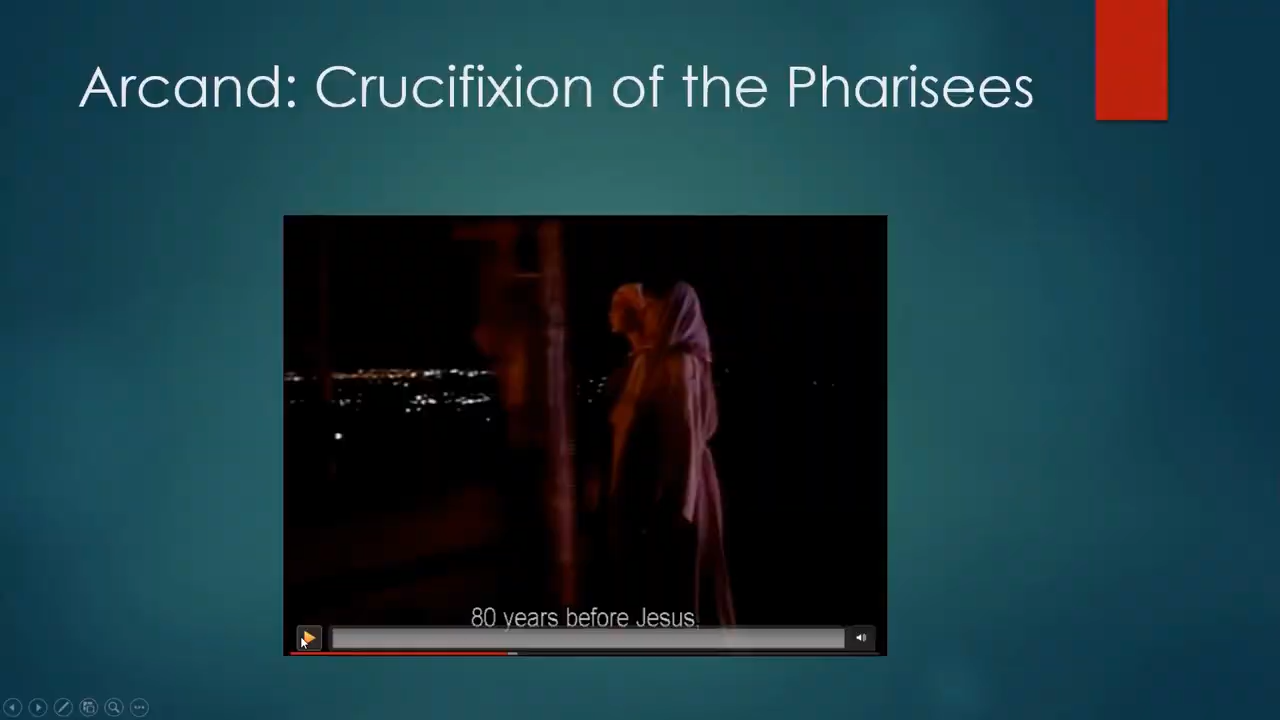 Arcand: Crucifixion of the Pharisees
80 years before Jesus,